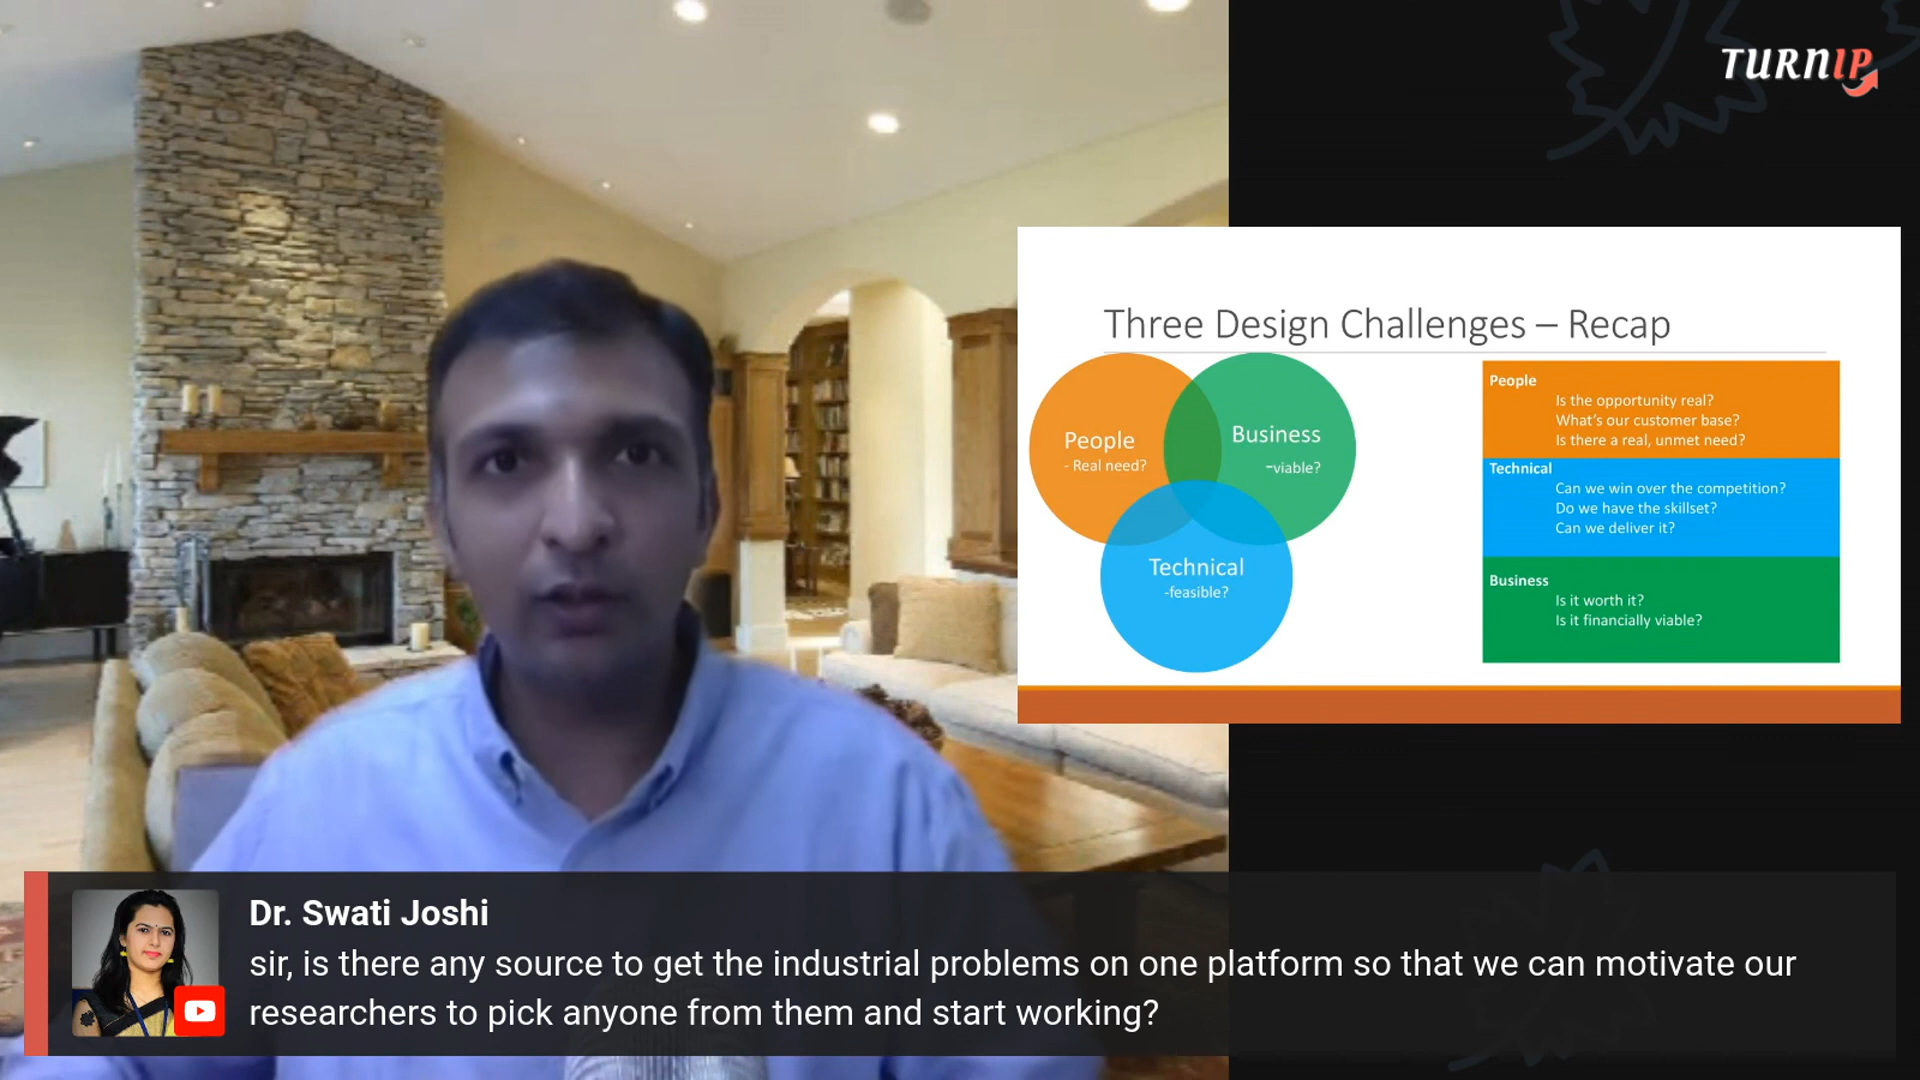 TURNIP
Three Design Challenges – Recap
People
- Real need?
Business
-viable?
Technical
-feasible?
People
Is the opportunity real?
What's our customer base?
Is there a real, unmet need?
Technical
Can we win over the competition?
Do we have the skillset?
Can we deliver it?
Business
Is it worth it?
Is it financially viable?
Dr. Swati Joshi
sir, is there any source to get the industrial problems on one platform so that we can motivate our
researchers to pick anyone from them and start working?